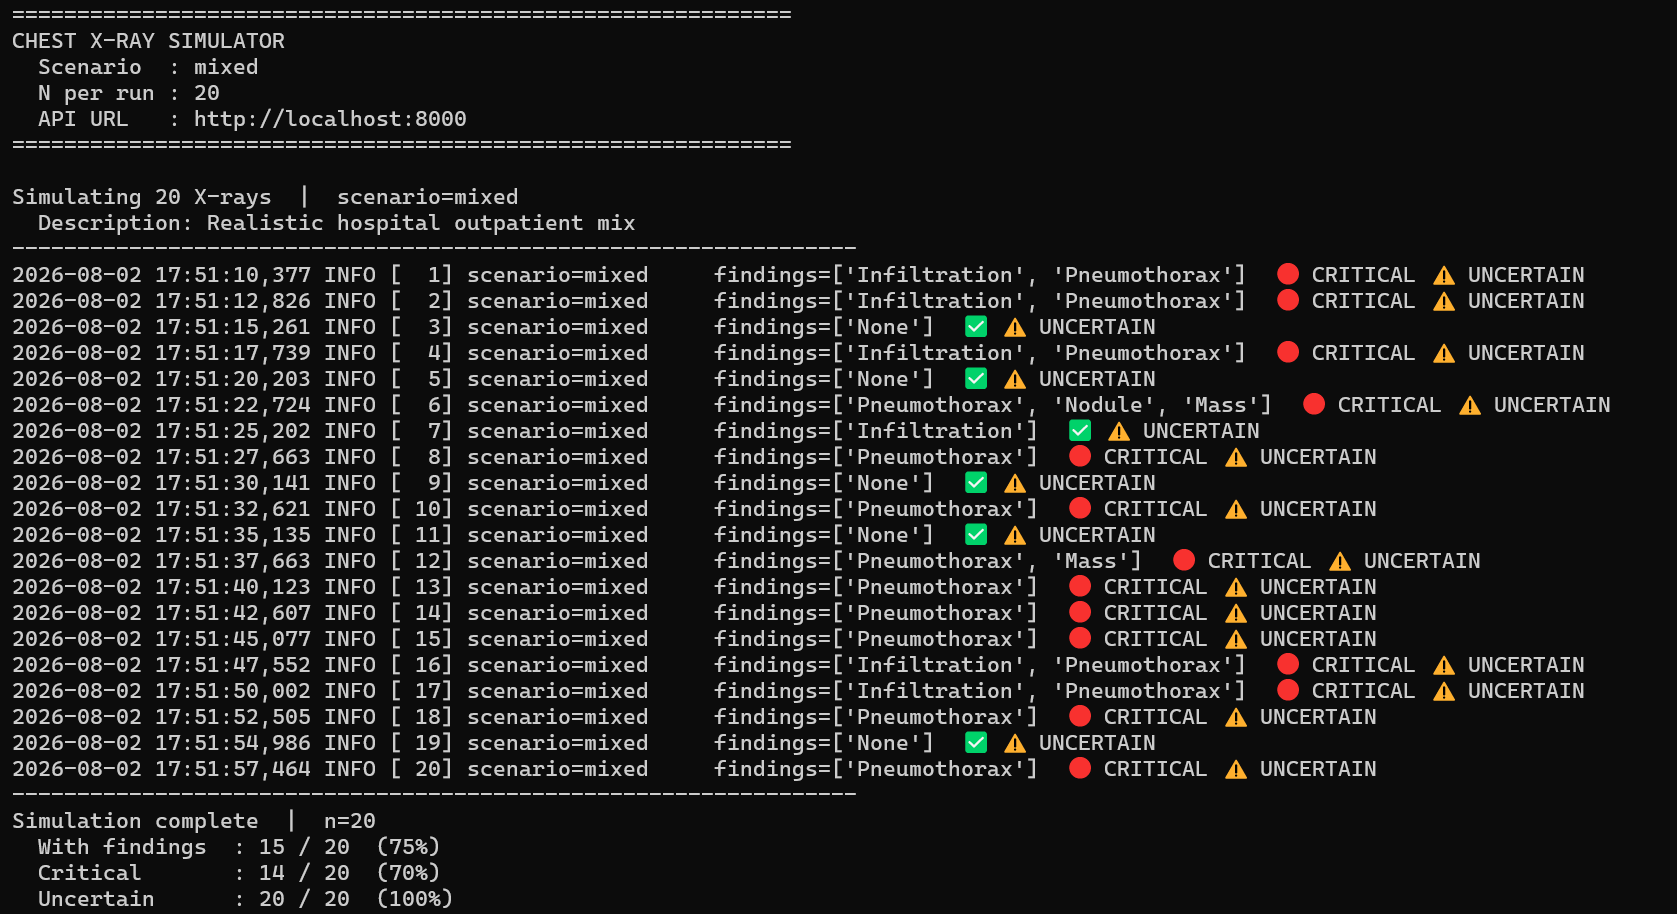 ============================================================
CHEST X-RAY SIMULATOR
  Scenario  : mixed
  N per run : 20
  API URL   : http://localhost:8000
============================================================

Simulating 20 X-rays  |  scenario=mixed
  Description: Realistic hospital outpatient mix
-----------------------------------------------------------------
2026-08-02 17:51:10,377 INFO [  1] scenario=mixed     findings=['Infiltration', 'Pneumothorax']  🔴 CRITICAL ⚠️ UNCERTAIN
2026-08-02 17:51:12,826 INFO [  2] scenario=mixed     findings=['Infiltration', 'Pneumothorax']  🔴 CRITICAL ⚠️ UNCERTAIN
2026-08-02 17:51:15,261 INFO [  3] scenario=mixed     findings=['None']  ✅ ⚠️ UNCERTAIN
2026-08-02 17:51:17,739 INFO [  4] scenario=mixed     findings=['Infiltration', 'Pneumothorax']  🔴 CRITICAL ⚠️ UNCERTAIN
2026-08-02 17:51:20,203 INFO [  5] scenario=mixed     findings=['None']  ✅ ⚠️ UNCERTAIN
2026-08-02 17:51:22,724 INFO [  6] scenario=mixed     findings=['Pneumothorax', 'Nodule', 'Mass']  🔴 CRITICAL ⚠️ UNCERTAIN
2026-08-02 17:51:25,202 INFO [  7] scenario=mixed     findings=['Infiltration']  ✅ ⚠️ UNCERTAIN
2026-08-02 17:51:27,663 INFO [  8] scenario=mixed     findings=['Pneumothorax']  🔴 CRITICAL ⚠️ UNCERTAIN
2026-08-02 17:51:30,141 INFO [  9] scenario=mixed     findings=['None']  ✅ ⚠️ UNCERTAIN
2026-08-02 17:51:32,621 INFO [ 10] scenario=mixed     findings=['Pneumothorax']  🔴 CRITICAL ⚠️ UNCERTAIN
2026-08-02 17:51:35,135 INFO [ 11] scenario=mixed     findings=['None']  ✅ ⚠️ UNCERTAIN
2026-08-02 17:51:37,663 INFO [ 12] scenario=mixed     findings=['Pneumothorax', 'Mass']  🔴 CRITICAL ⚠️ UNCERTAIN
2026-08-02 17:51:40,123 INFO [ 13] scenario=mixed     findings=['Pneumothorax']  🔴 CRITICAL ⚠️ UNCERTAIN
2026-08-02 17:51:42,607 INFO [ 14] scenario=mixed     findings=['Pneumothorax']  🔴 CRITICAL ⚠️ UNCERTAIN
2026-08-02 17:51:45,077 INFO [ 15] scenario=mixed     findings=['Pneumothorax']  🔴 CRITICAL ⚠️ UNCERTAIN
2026-08-02 17:51:47,552 INFO [ 16] scenario=mixed     findings=['Infiltration', 'Pneumothorax']  🔴 CRITICAL ⚠️ UNCERTAIN
2026-08-02 17:51:50,002 INFO [ 17] scenario=mixed     findings=['Infiltration', 'Pneumothorax']  🔴 CRITICAL ⚠️ UNCERTAIN
2026-08-02 17:51:52,505 INFO [ 18] scenario=mixed     findings=['Pneumothorax']  🔴 CRITICAL ⚠️ UNCERTAIN
2026-08-02 17:51:54,986 INFO [ 19] scenario=mixed     findings=['None']  ✅ ⚠️ UNCERTAIN
2026-08-02 17:51:57,464 INFO [ 20] scenario=mixed     findings=['Pneumothorax']  🔴 CRITICAL ⚠️ UNCERTAIN
-----------------------------------------------------------------
Simulation complete  |  n=20
  With findings  : 15 / 20  (75%)
  Critical       : 14 / 20  (70%)
  Uncertain      : 20 / 20  (100%)